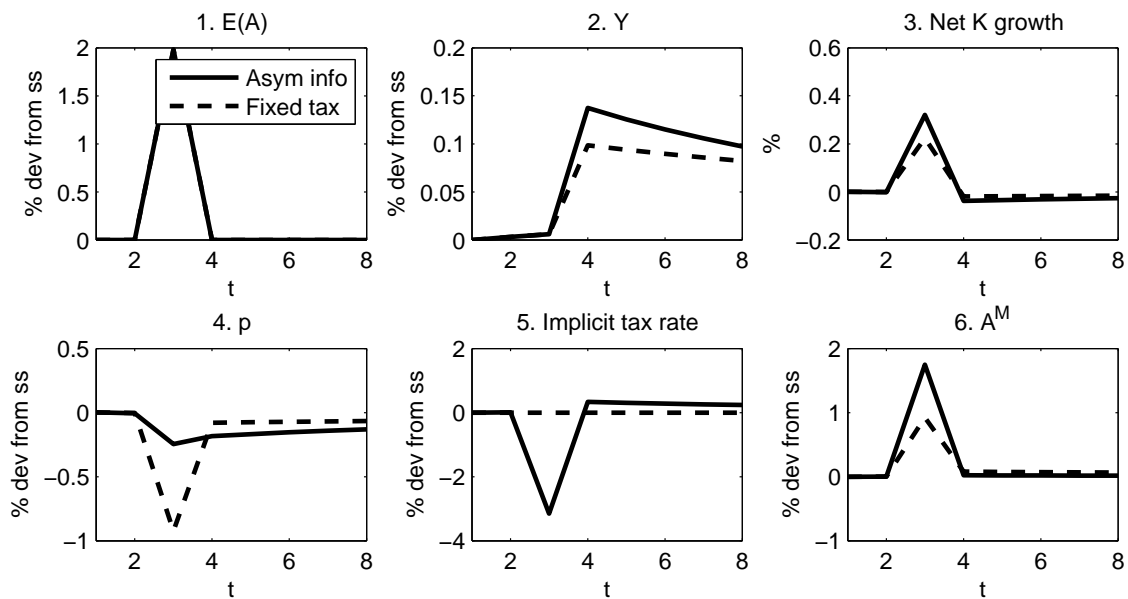 1. E(A)
2. Y
3. Net K growth
% dev from ss
2
1.5
1
0.5
0
2 4 6 8
t
Asym info
Fixed tax
% dev from ss
0.2
0.15
0.1
0.05
0
2 4 6 8
t
%
0.6
0.4
0.2
0
−0.2
2 4 6 8
t
4. p
5. Implicit tax rate
6. A^M
% dev from ss
0.5
0
−0.5
−1
2 4 6 8
t
% dev from ss
2
0
−2
−4
2 4 6 8
t
% dev from ss
2
1
0
−1
2 4 6 8
t